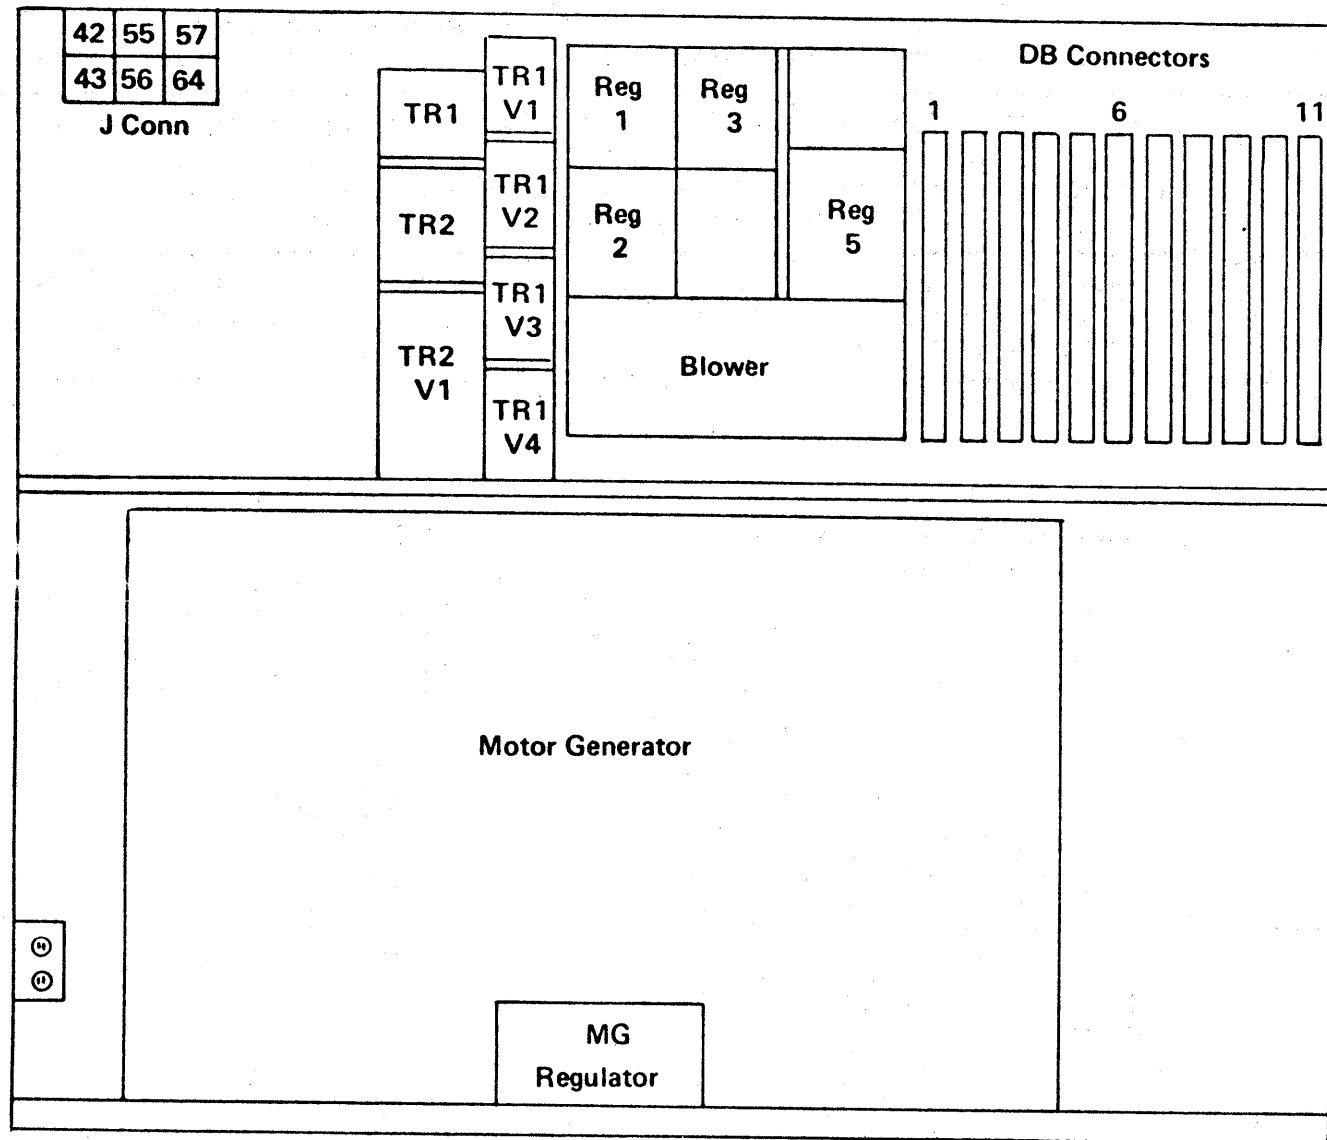 42 55 57
43 56 64
J Conn
TR1
TR2
TR2
V1
TR1
V1
TR1
V2
TR1
V3
TR1
V4
Reg
1
Reg
3
Reg
2
Reg
5
Blower
DB Connectors
1 6 11
Motor Generator
MG
Regulator